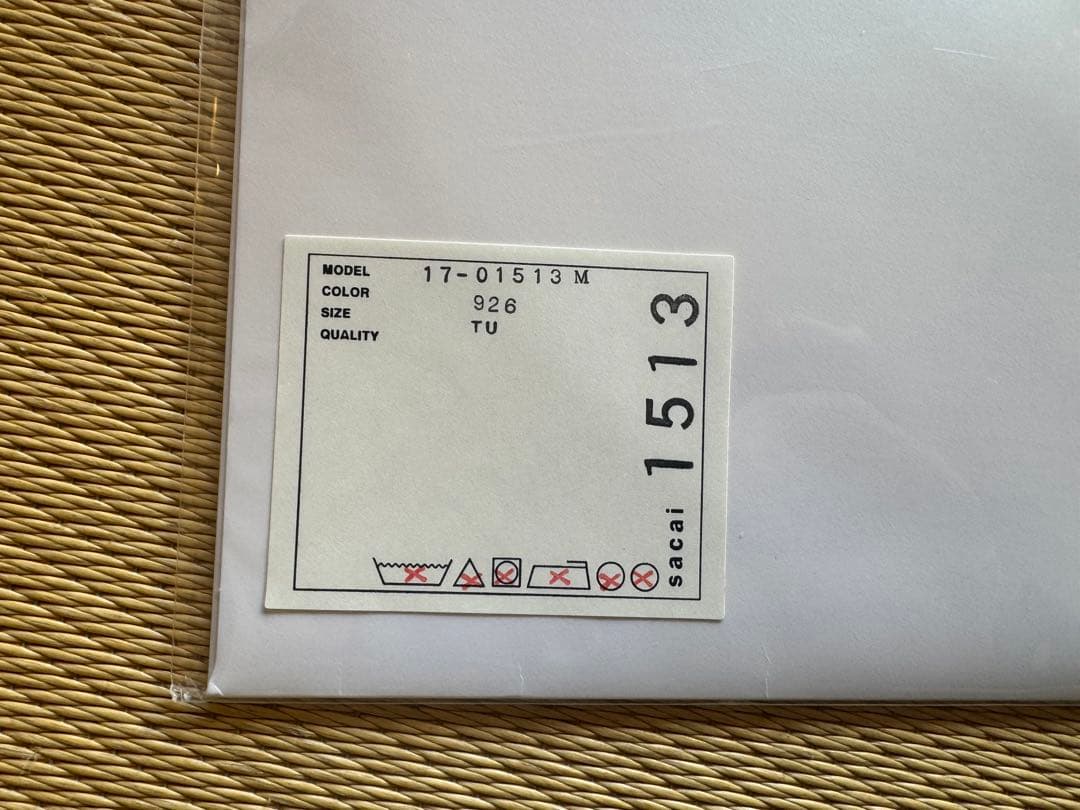 MODEL 17-01513 M
COLOR 926
SIZE TU
QUALITY
sacai 1513